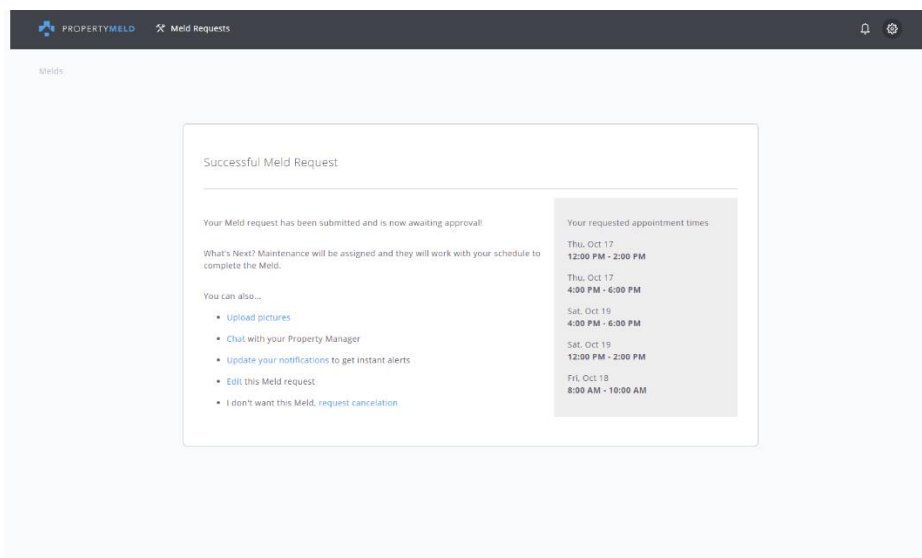 PROPERTYMELD
Meld Requests
Melds
Successful Meld Request
Your Meld request has been submitted and is now awaiting approval!
What's Next? Maintenance will be assigned and they will work with your schedule to
complete the Meld.
You can also...
• Upload pictures
• Chat with your Property Manager
• Update your notifications to get instant alerts
• Edit this Meld request
• I don't want this Meld, request cancelation
Your requested appointment times
Thu, Oct 17
12:00 PM - 2:00 PM
Thu, Oct 17
4:00 PM - 6:00 PM
Sat, Oct 19
4:00 PM - 6:00 PM
Sat, Oct 19
12:00 PM - 2:00 PM
Fri, Oct 18
8:00 AM - 10:00 AM